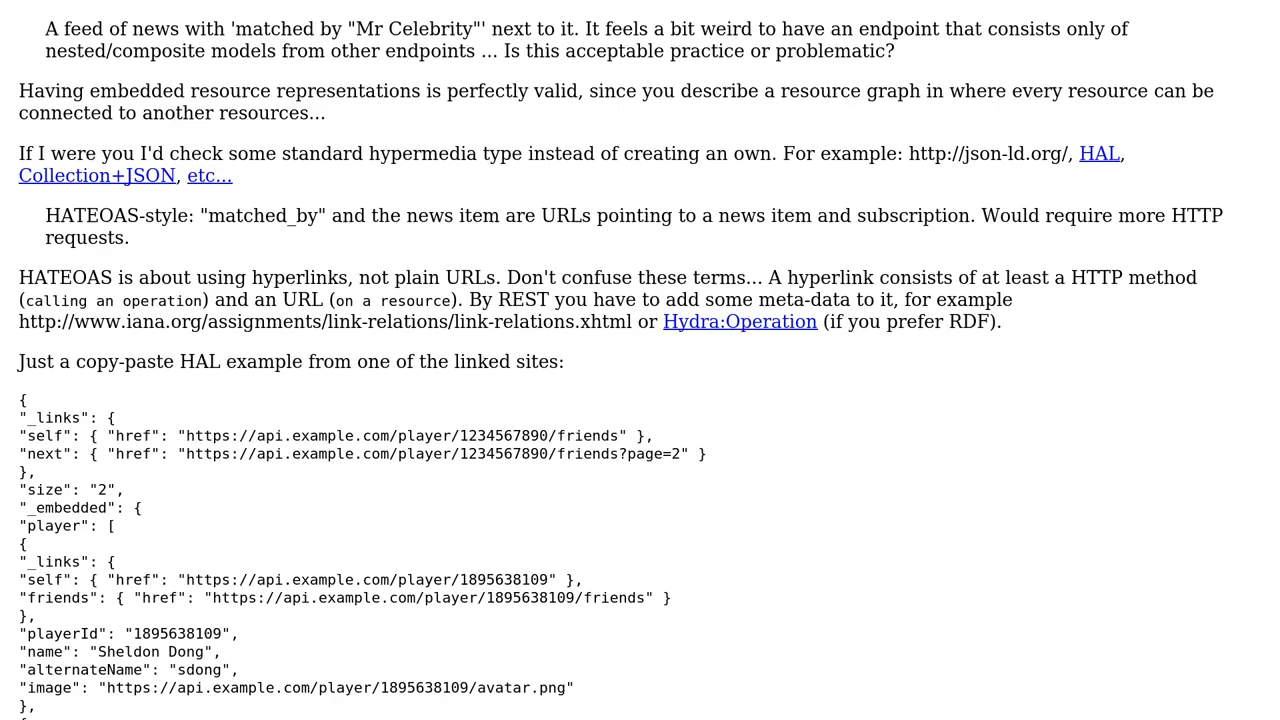 A feed of news with 'matched by "Mr Celebrity"' next to it. It feels a bit weird to have an endpoint that consists only of
nested/composite models from other endpoints ... Is this acceptable practice or problematic?
Having embedded resource representations is perfectly valid, since you describe a resource graph in where every resource can be
connected to another resources...
If I were you I'd check some standard hypermedia type instead of creating an own. For example: http://json-ld.org/, HAL,
Collection+JSON, etc...
HATEOAS-style: "matched_by" and the news item are URLs pointing to a news item and subscription. Would require more HTTP
requests.
HATEOAS is about using hyperlinks, not plain URLs. Don't confuse these terms... A hyperlink consists of at least a HTTP method
(calling an operation) and an URL (on a resource). By REST you have to add some meta-data to it, for example
http://www.iana.org/assignments/link-relations/link-relations.xhtml or Hydra:Operation (if you prefer RDF).
Just a copy-paste HAL example from one of the linked sites:
{
"_links": {
"self": { "href": "https://api.example.com/player/1234567890/friends" },
"next": { "href": "https://api.example.com/player/1234567890/friends?page=2" }
},
"size": "2",
"_embedded": {
"player": [
{
"_links": {
"self": { "href": "https://api.example.com/player/1895638109" },
"friends": { "href": "https://api.example.com/player/1895638109/friends" }
},
"playerId": "1895638109",
"name": "Sheldon Dong",
"alternateName": "sdong",
"image": "https://api.example.com/player/1895638109/avatar.png"
},